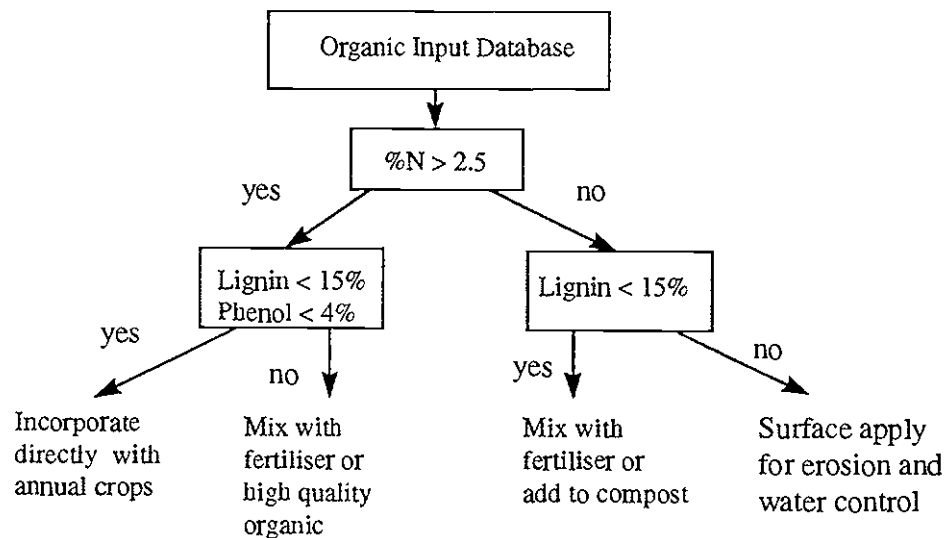 Organic Input Database
%N > 2.5
yes
no
Lignin < 15%
Phenol < 4%
Lignin < 15%
yes
no
yes
no
Incorporate
directly with
annual crops
Mix with
fertiliser or
high quality
organic
Mix with
fertiliser or
add to compost
Surface apply
for erosion and
water control